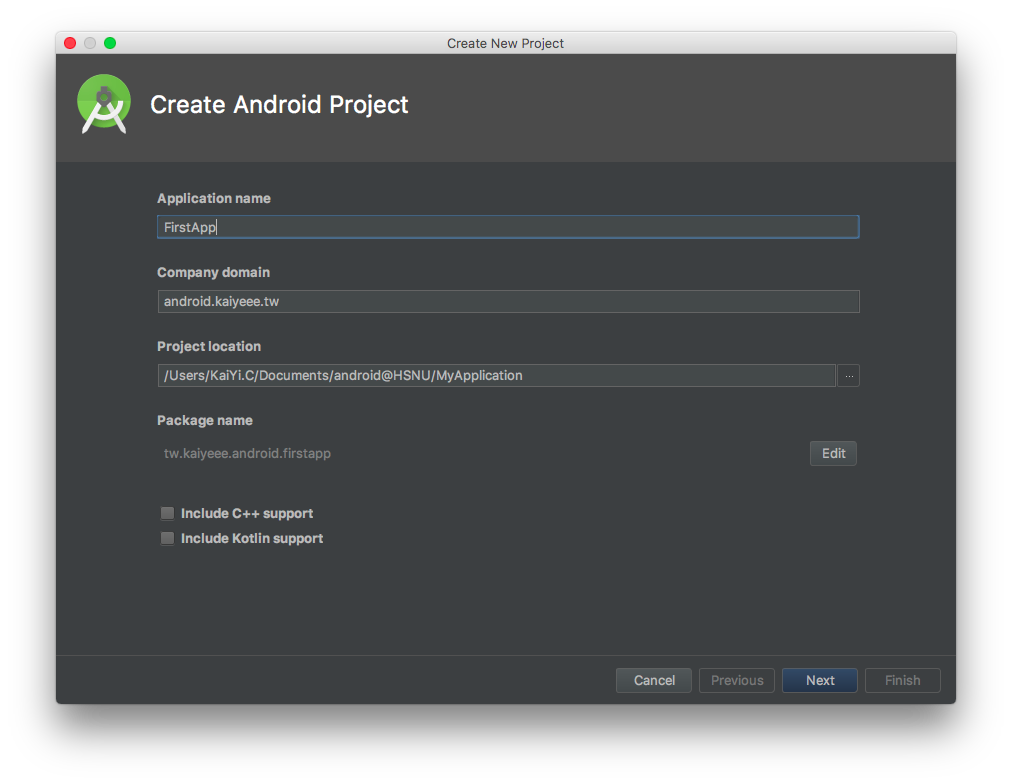 Create New Project
Create Android Project
Application name
FirstApp
Company domain
android.kaiyeee.tw
Project location
/Users/KaiYi.C/Documents/android@HSNU/MyApplication
...
Package name
tw.kaiyeee.android.firstapp
Edit
Include C++ support
Include Kotlin support
Cancel Previous Next Finish